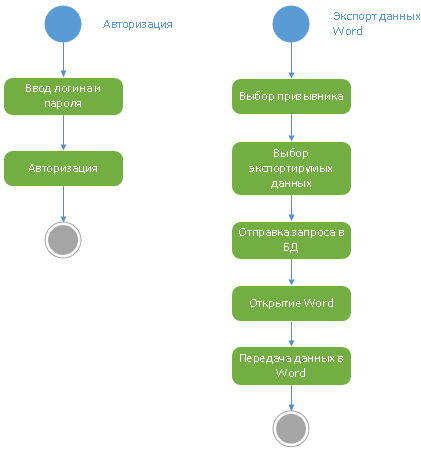 Авторизация
Ввод логина и
пароля
Авторизация
Экспорт данных
Word
Выбор призывника
Выбор
экспортирумых
данных
Отправка запроса в
БД
Открытие Word
Передача данных в
Word